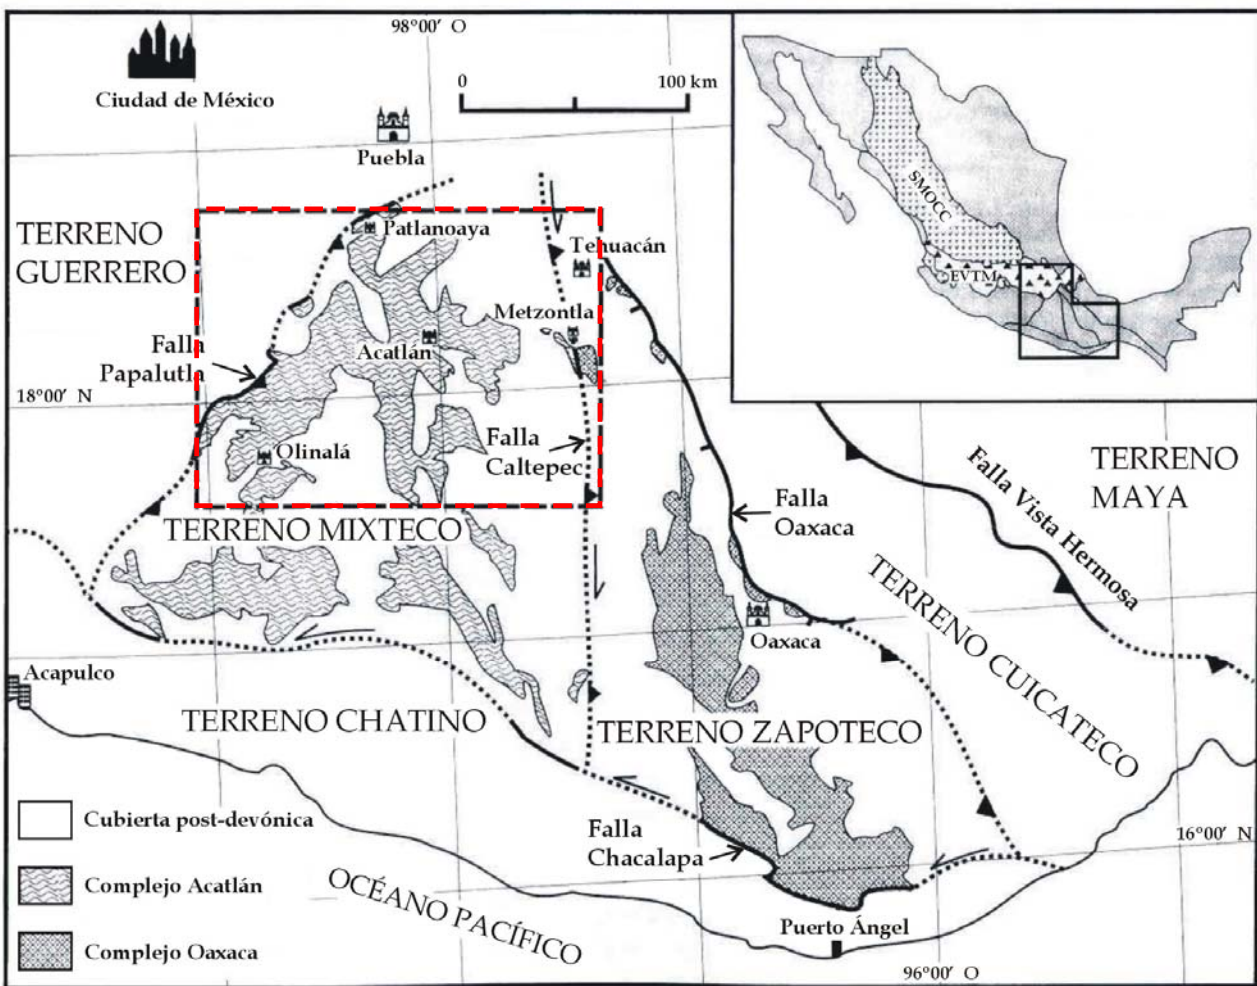 98°00' O
Ciudad de México
0
100 km
Puebla
SMOCC
EVTM
TERRENO
GUERRERO
Patlanoaya
Tehuacán
Metzontla
Falla
Papalutla
Acatlán
18°00' N
Olinalá
Falla
Caltepec
TERRENO MIXTECO
Falla
Oaxaca
Falla Vista Hermosa
TERRENO
MAYA
TERRENO CUICATECO
Oaxaca
Acapulco
TERRENO CHATINO
TERRENO ZAPOTECO
Cubierta post-devónica
Falla
Chacalapa
16°00' N
Complejo Acatlán
OCÉANO PACÍFICO
Complejo Oaxaca
Puerto Ángel
96°00' O